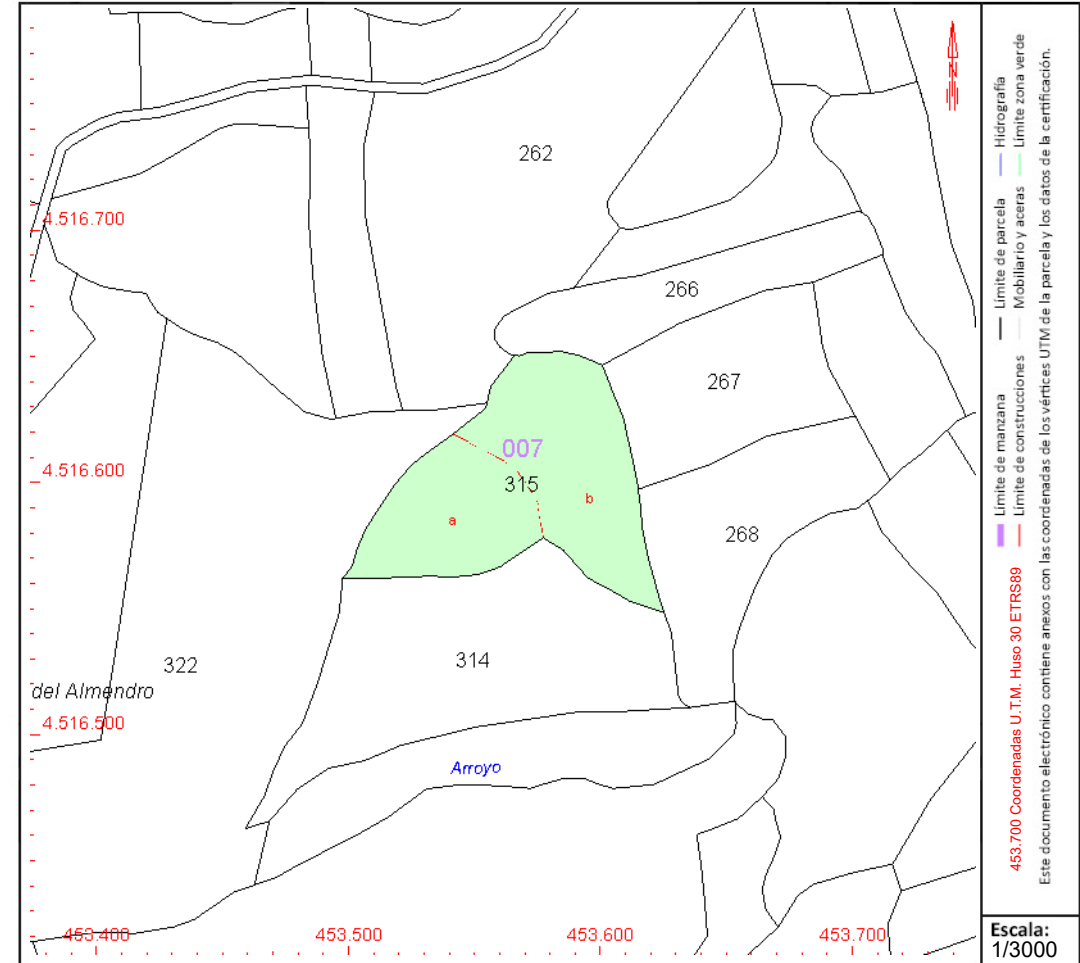 262
4.516.700
266
267
007
4.516.600
315
b
a
268
314
322
del Almendro
4.516.500
Arroyo
453.400
453.500
453.600
453.700
N
Límite de manzana
Límite de parcela
Hidrografía
453.700 Coordenadas U.T.M. Huso 30 ETRS89
Límite de construcciones
Mobiliario y aceras
Límite zona verde
Este documento electrónico contiene anexos con las coordenadas de los vértices UTM de la parcela y los datos de la certificación.
Escala:
1/3000